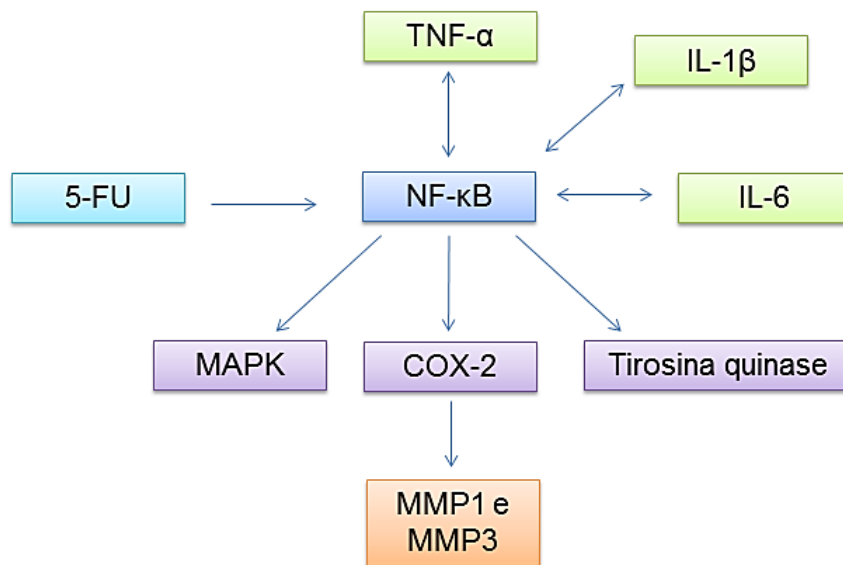 TNF-α
IL-1β
5-FU
NF-κB
IL-6
MAPK
COX-2
Tirosina quinase
MMP1 e
MMP3